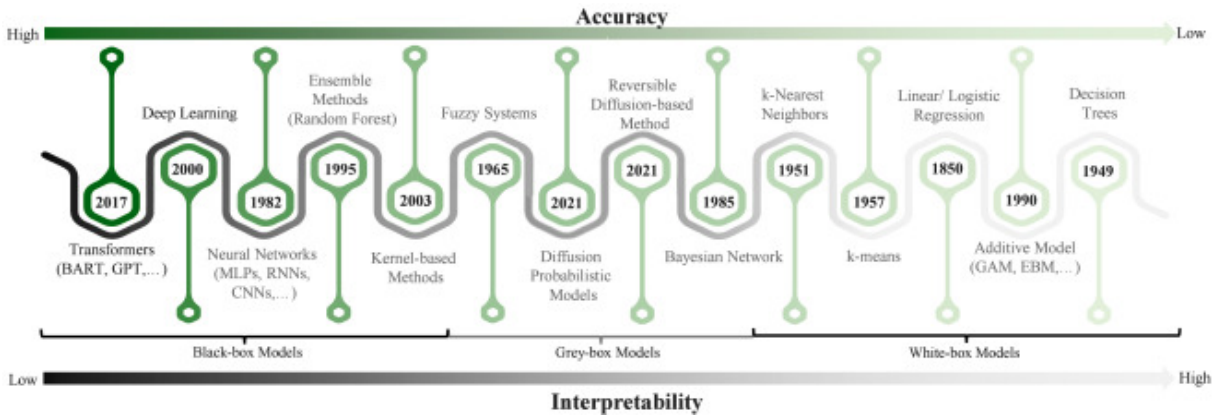 Accuracy
High
Low
Ensemble
Methods
(Random Forest)
Reversible
Diffusion-based
Method
Deep Learning
Fuzzy Systems
k-Nearest
Neighbors
Linear/ Logistic
Regression
Decision
Trees
2017
2000
1982
1995
2003
1965
2021
2021
1985
1951
1957
1850
1990
1949
Transformers
(BART, GPT,... )
Neural Networks
(MLPs, RNNs,
CNNs,... )
Kernel-based
Methods
Diffusion
Probabilistic
Models
Bayesian Network
k-means
Additive Model
(GAM, EBM,... )
Black-box Models
Grey-box Models
White-box Models
Low
High
Interpretability